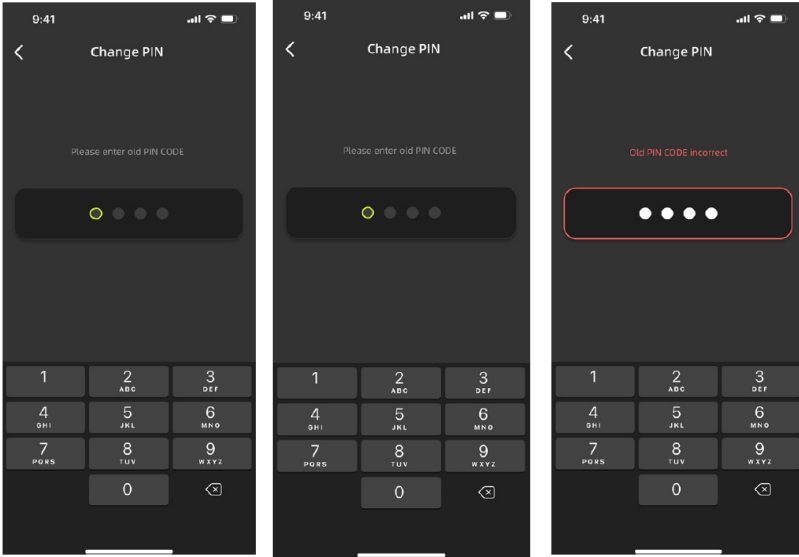 9:41
Change PIN
Please enter old PIN CODE
1
2
ABC
3
DEF
4
GHI
5
JKL
6
MNO
7
PQRS
8
TUV
9
WXYZ
0
9:41
Change PIN
Please enter old PIN CODE
1
2
ABC
3
DEF
4
GHI
5
JKL
6
MNO
7
PQRS
8
TUV
9
WXYZ
0
9:41
Change PIN
Old PIN CODE incorrect
1
2
ABC
3
DEF
4
GHI
5
JKL
6
MNO
7
PQRS
8
TUV
9
WXYZ
0